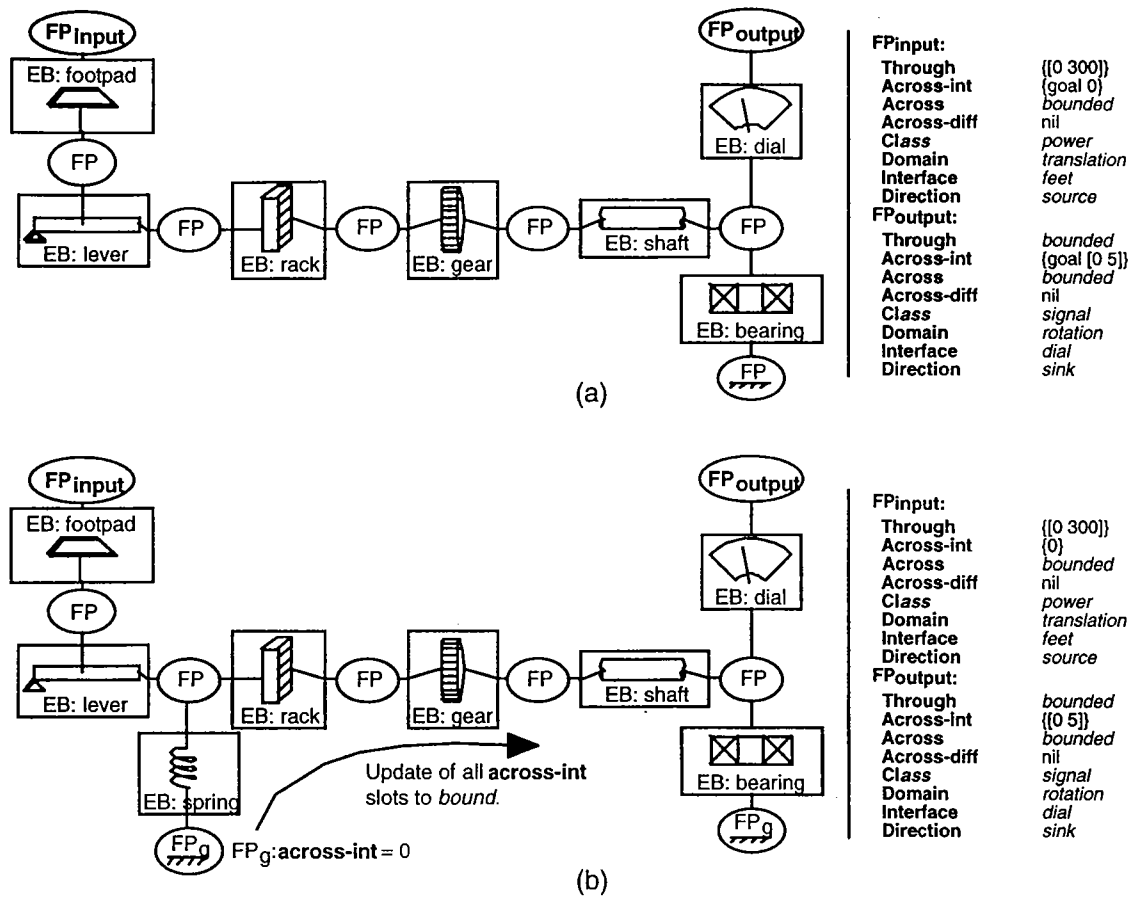 FPinput
EB: footpad
FP
EB: lever
FP
EB: rack
FP
EB: gear
FP
EB: shaft
FPoutput
EB: dial
FP
EB: bearing
FP
(a)
FPinput:
Through {[0 300]}
Across-int {goal 0}
Across bounded
Across-diff nil
Class power
Domain translation
Interface feet
Direction source
FPoutput:
Through bounded
Across-int {goal [0 5]}
Across bounded
Across-diff nil
Class signal
Domain rotation
Interface dial
Direction sink
FPinput
EB: footpad
FP
EB: lever
FP
EB: rack
FP
EB: gear
FP
EB: shaft
FPoutput
EB: dial
FP
EB: bearing
FPg
EB: spring
FPg
Update of all across-int
slots to bound.
FPg:across-int = 0
(b)
FPinput:
Through {[0 300]}
Across-int {0}
Across bounded
Across-diff nil
Class power
Domain translation
Interface feet
Direction source
FPoutput:
Through bounded
Across-int {[0 5]}
Across bounded
Across-diff nil
Class signal
Domain rotation
Interface dial
Direction sink